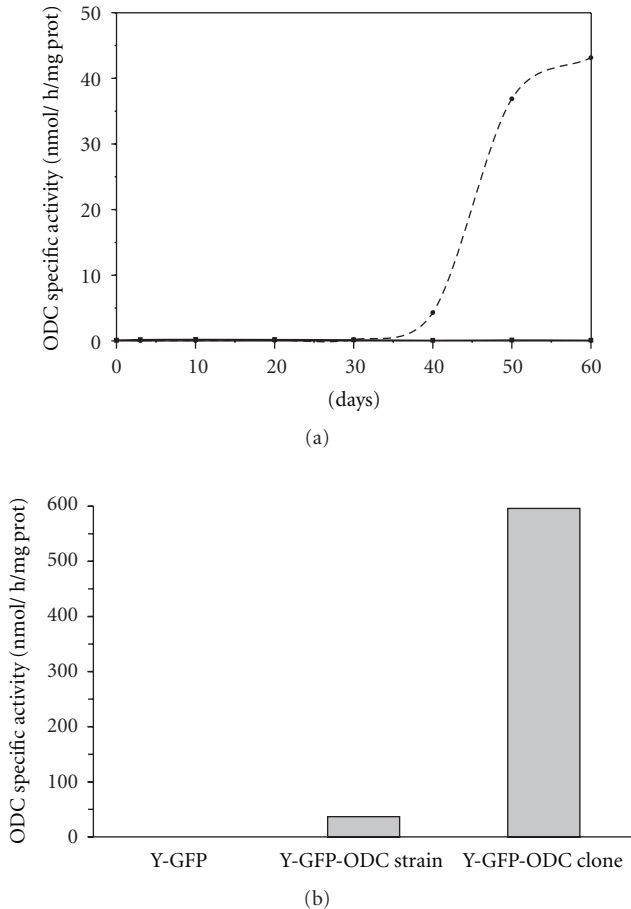 50
40
30
20
10
0
ODC specific activity (nmol/ h/mg prot)
0 10 20 30 40 50 60
(days)
(a)
600
500
400
300
200
100
0
ODC specific activity (nmol/ h/mg prot)
Y-GFP Y-GFP-ODC strain Y-GFP-ODC clone
(b)